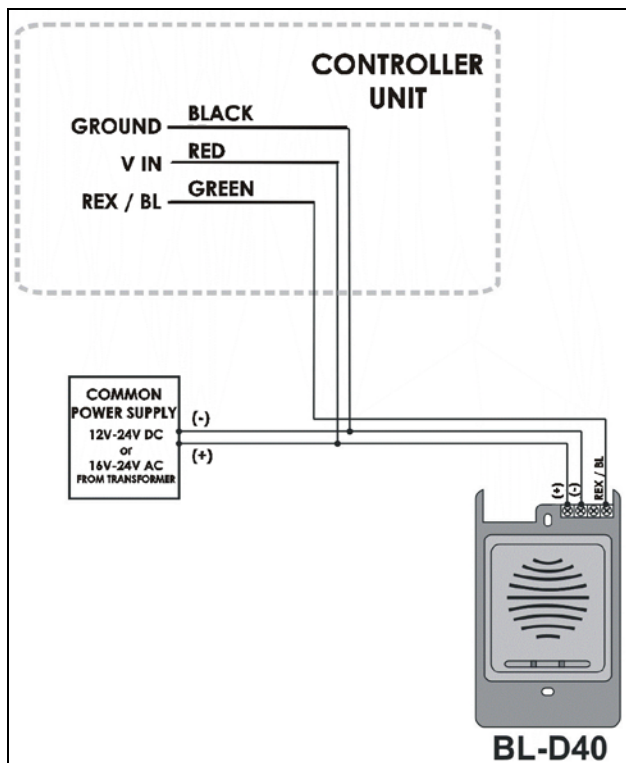 CONTROLLER
UNIT
GROUND BLACK
V IN RED
REX / BL GREEN
COMMON
POWER SUPPLY
12V-24V DC
or
16V-24V AC
FROM TRANSFORMER
(-)
(+)
(+)
(-)
REX / BL
BL-D40